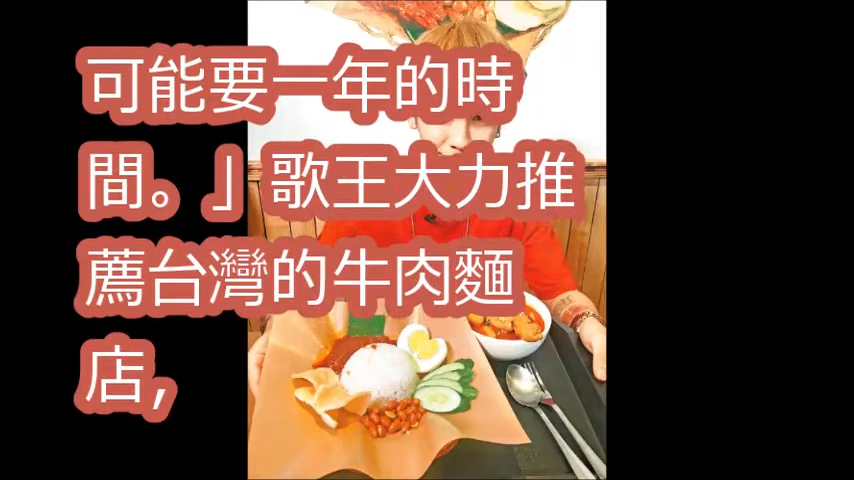 可能要一年的時
間。」歌王大力推
薦台灣的牛肉麵
店,